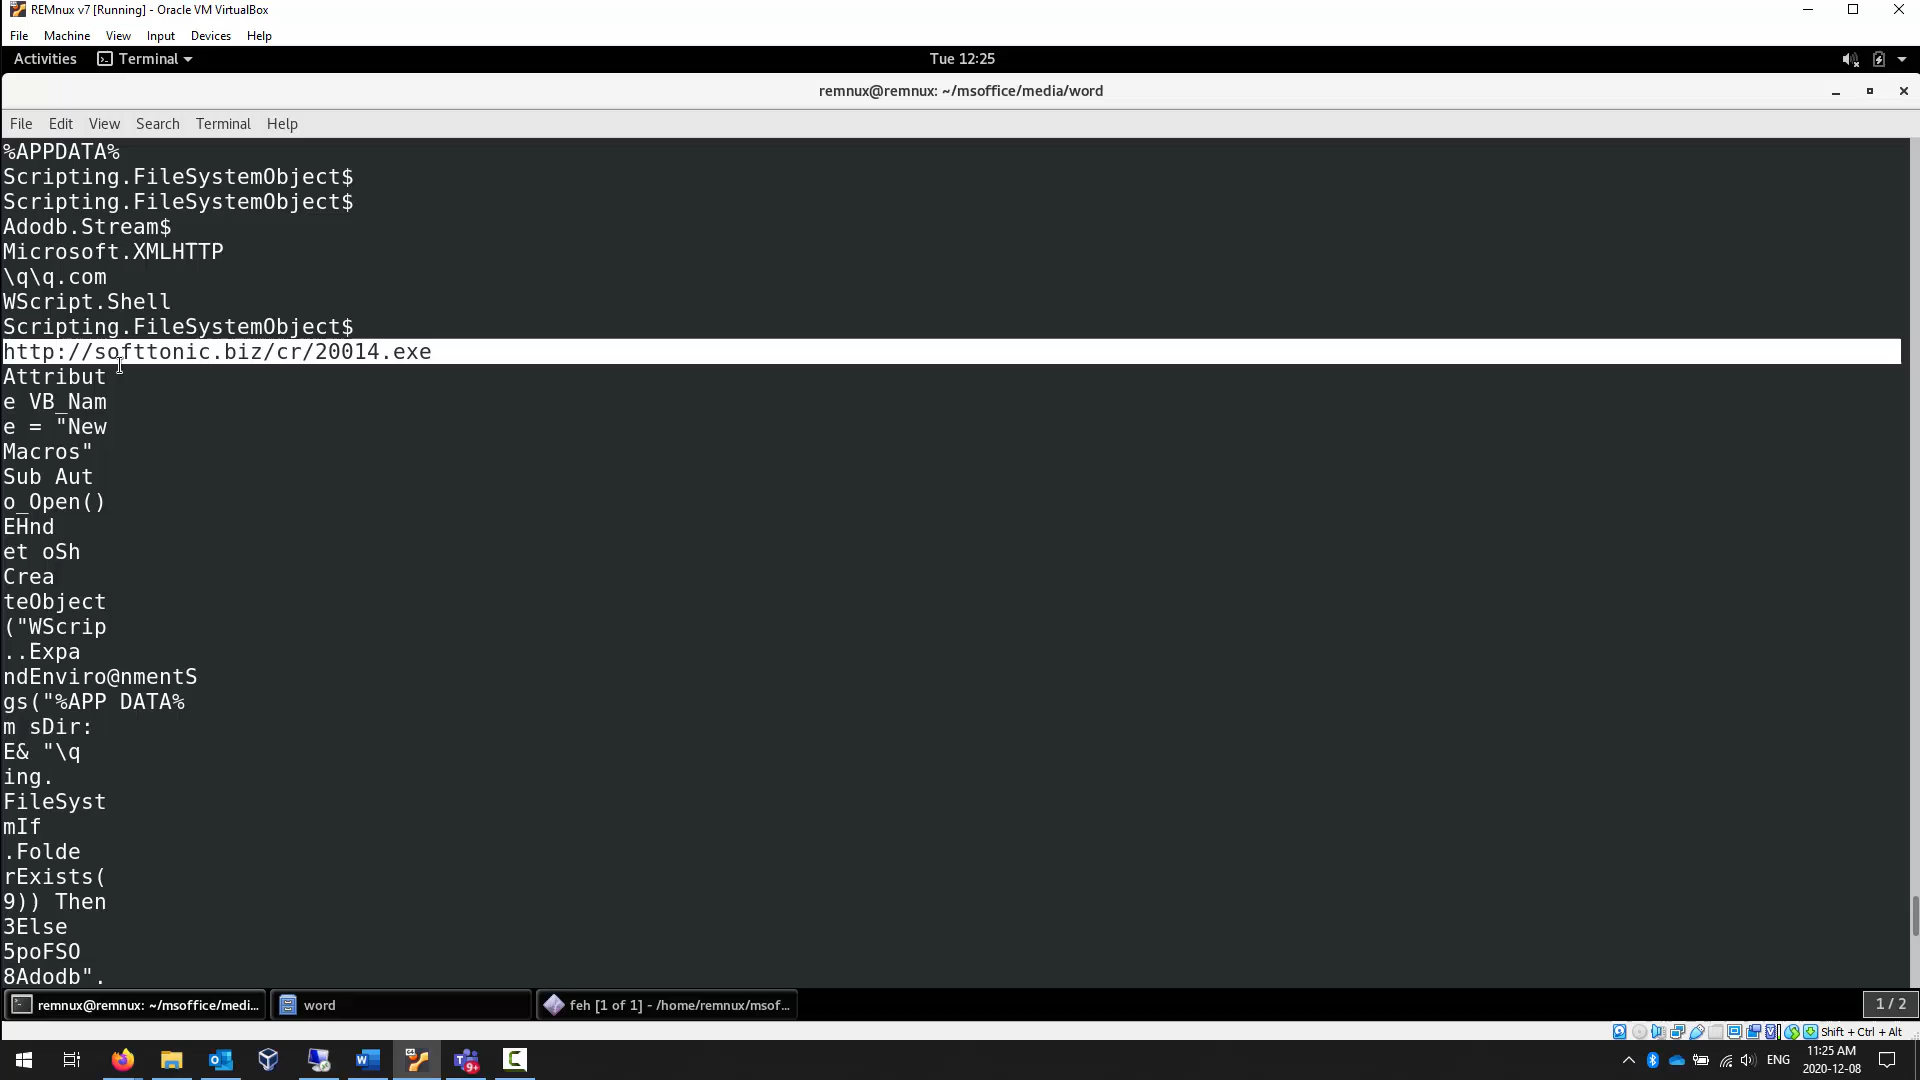 REMnux v7 [Running] - Oracle VM VirtualBox
File Machine View Input Devices Help
Activities Terminal Tue 12:25
remnux@remnux: ~/msoffice/media/word
File Edit View Search Terminal Help
%APPDATA%
Scripting.FileSystemObject$
Scripting.FileSystemObject$
Adodb.Stream$
Microsoft.XMLHTTP
\q\q.com
WScript.Shell
Scripting.FileSystemObject$
http://softtonic.biz/cr/20014.exe
Attribut
e VB_Nam
e = "New
Macros"
Sub Aut
o_Open()
EHnd
et oSh
Crea
teObject
("WScrip
..Expa
ndEnviro@nmentS
gs("%APP DATA%
m sDir:
E& "\q
ing.
FileSyst
mIf
.Folde
rExists(
9)) Then
3Else
5poFSO
8Adodb".
remnux@remnux: ~/msoffice/medi... word feh [1 of 1] - /home/remnux/msof... 1 / 2
Shift + Ctrl + Alt
9+ ENG 11:25 AM
2020-12-08